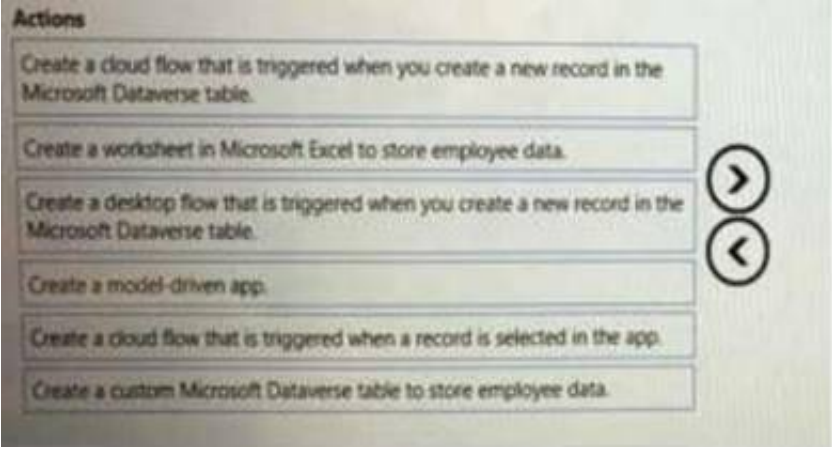 Actions
Create a cloud flow that is triggered when you create a new record in the
Microsoft Dataverse table.
Create a worksheet in Microsoft Excel to store employee data.
Create a desktop flow that is triggered when you create a new record in the
Microsoft Dataverse table.
Create a model-driven app.
Create a cloud flow that is triggered when a record is selected in the app.
Create a custom Microsoft Dataverse table to store employee data.